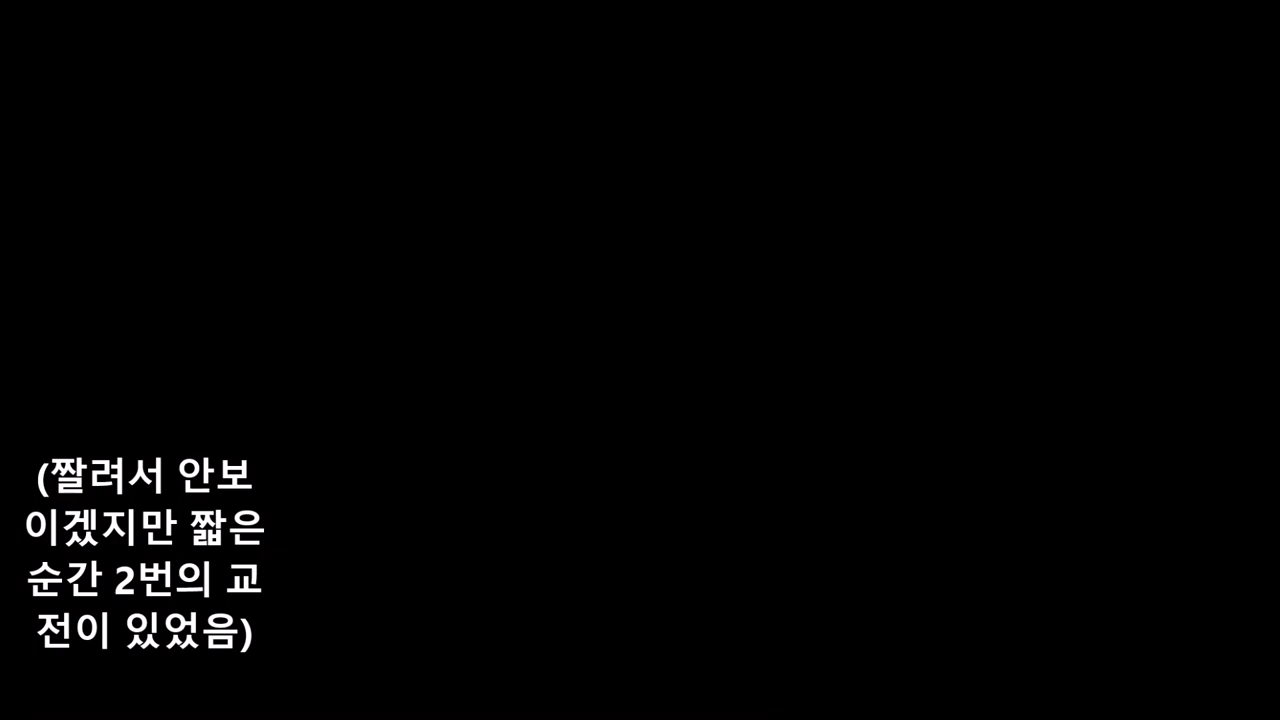 (짤려서 안보
이겠지만 짧은
순간 2번의 교
전이 있었음)